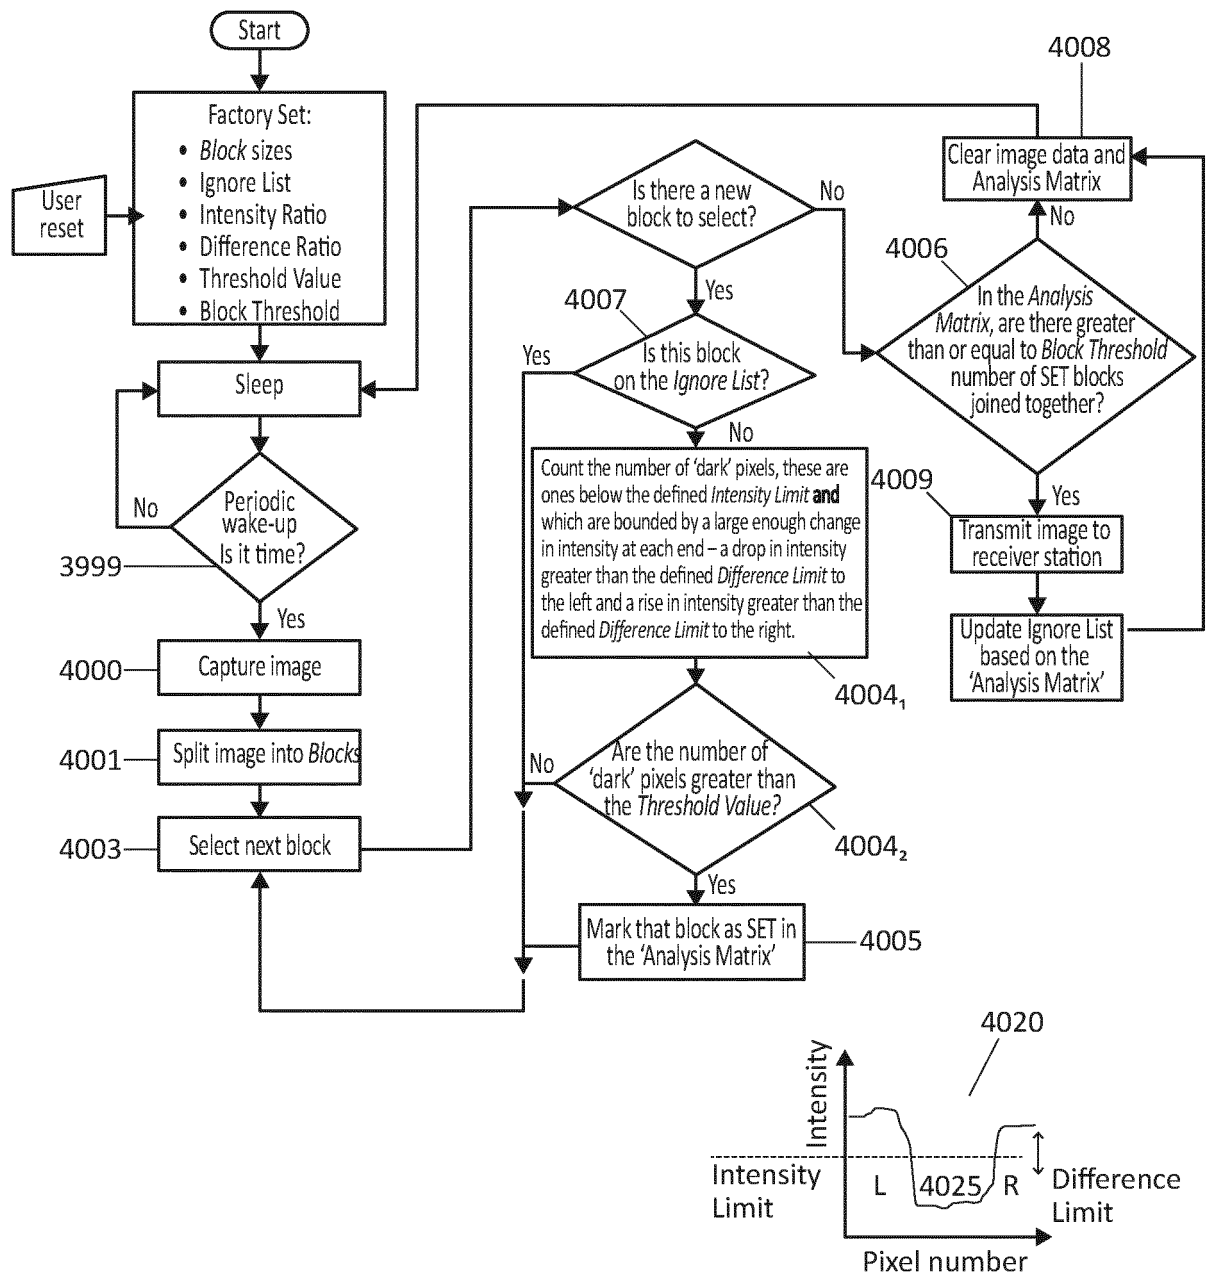 Start
Factory Set:
• Block sizes
• Ignore List
• Intensity Ratio
• Difference Ratio
• Threshold Value
• Block Threshold
User
reset
Sleep
No
Periodic
wake-up
Is it time?
3999
Yes
4000
Capture image
4001
Split image into Blocks
4003
Select next block
Is there a new
block to select?
No
Yes
4007
Yes
Is this block
on the Ignore List?
No
Count the number of ‘dark’ pixels, these are
ones below the defined Intensity Limit and
which are bounded by a large enough change
in intensity at each end – a drop in intensity
greater than the defined Difference Limit to
the left and a rise in intensity greater than the
defined Difference Limit to the right.
4004₁
No
Are the number of
‘dark’ pixels greater than
the Threshold Value?
4004₂
Yes
Mark that block as SET in
the ‘Analysis Matrix’
4005
4008
Clear image data and
Analysis Matrix
No
4006
In the Analysis
Matrix, are there greater
than or equal to Block Threshold
number of SET blocks
joined together?
4009
Yes
Transmit image to
receiver station
Update Ignore List
based on the
‘Analysis Matrix’
4020
Intensity
Intensity
Limit
L
4025
R
Difference
Limit
Pixel number